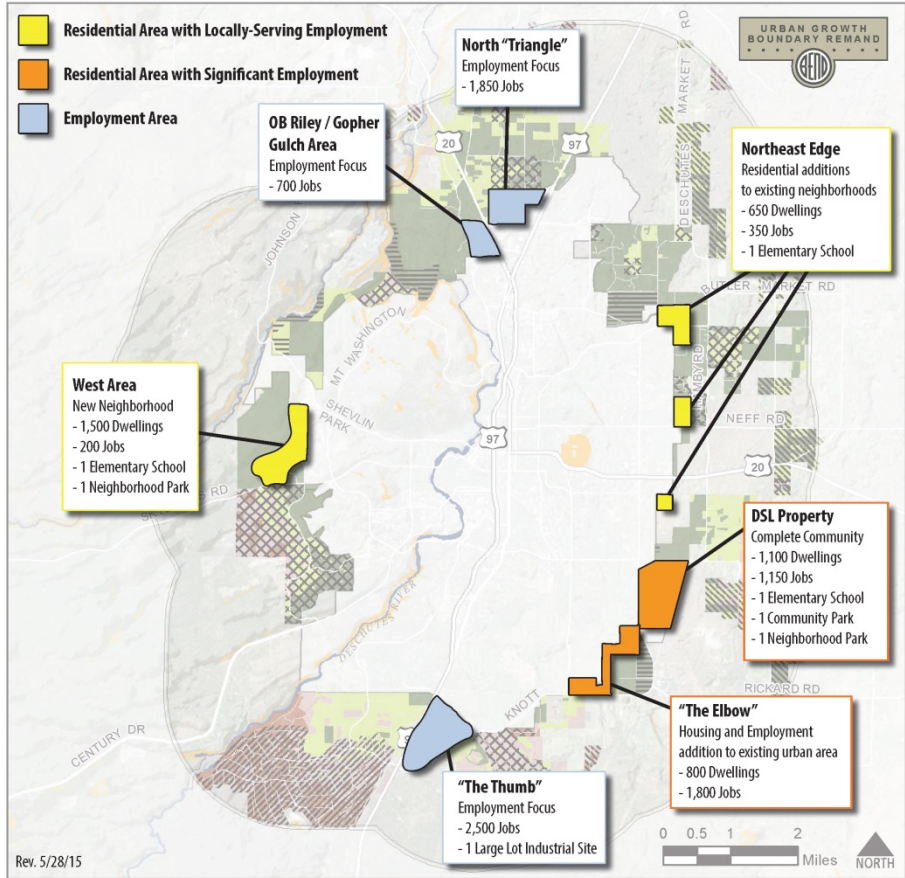 Residential Area with Locally-Serving Employment
Residential Area with Significant Employment
Employment Area
North “Triangle”
Employment Focus
- 1,850 Jobs
OB Riley / Gopher
Gulch Area
Employment Focus
- 700 Jobs
URBAN GROWTH
BOUNDARY REMAND
BEND
Northeast Edge
Residential additions
to existing neighborhoods
- 650 Dwellings
- 350 Jobs
- 1 Elementary School
West Area
New Neighborhood
- 1,500 Dwellings
- 200 Jobs
- 1 Elementary School
- 1 Neighborhood Park
DSL Property
Complete Community
- 1,100 Dwellings
- 1,150 Jobs
- 1 Elementary School
- 1 Community Park
- 1 Neighborhood Park
“The Elbow”
Housing and Employment
addition to existing urban area
- 800 Dwellings
- 1,800 Jobs
“The Thumb”
Employment Focus
- 2,500 Jobs
- 1 Large Lot Industrial Site
20
97
DESCHUTES MARKET RD
JOHNSON
BUTLER MARKET RD
MT WASHINGTON
SHEVLIN
PARK
NEFF RD
97
20
RD
DESCHUTES RIVER
KNOTT
RICKARD RD
CENTURY DR
Rev. 5/28/15
0 0.5 1 2
Miles
NORTH